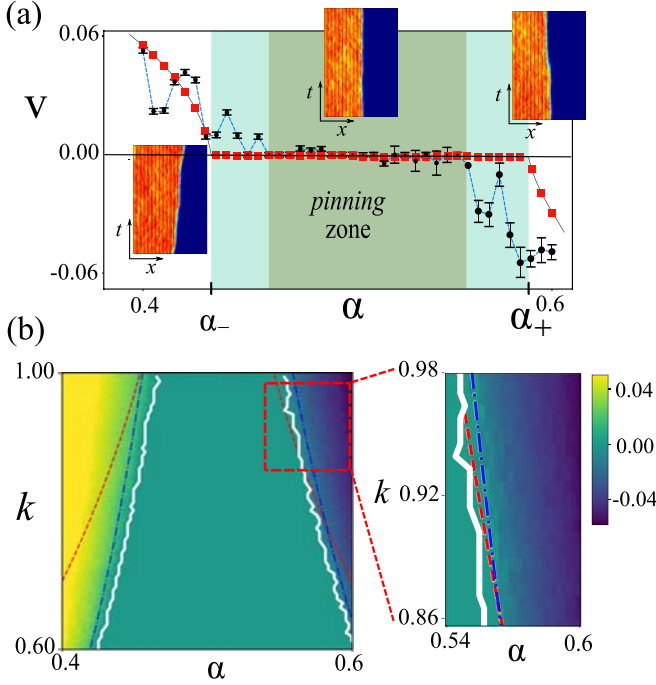 (a)
0.06
V
0.00
-0.06
t
x
t
x
t
x
pinning
zone
0.4
α₋
α
α₊
0.6
(b)
1.00
k
0.60
0.4
α
0.6
0.98
k
0.92
0.86
0.54
α
0.6
0.04
0.00
-0.04